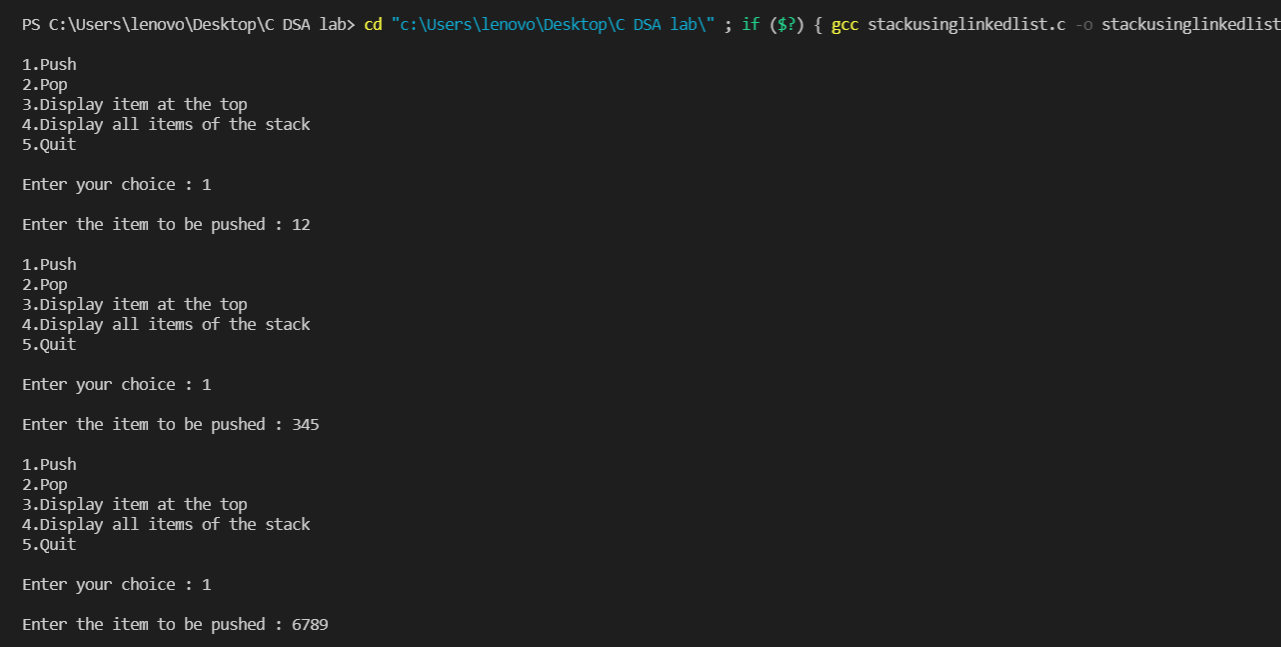 PS C:\Users\lenovo\Desktop\C DSA lab> cd "c:\Users\lenovo\Desktop\C DSA lab\" ; if ($?) { gcc stackusinglinkedlist.c -o stackusinglinkedlist
1.Push
2.Pop
3.Display item at the top
4.Display all items of the stack
5.Quit
Enter your choice : 1
Enter the item to be pushed : 12
1.Push
2.Pop
3.Display item at the top
4.Display all items of the stack
5.Quit
Enter your choice : 1
Enter the item to be pushed : 345
1.Push
2.Pop
3.Display item at the top
4.Display all items of the stack
5.Quit
Enter your choice : 1
Enter the item to be pushed : 6789